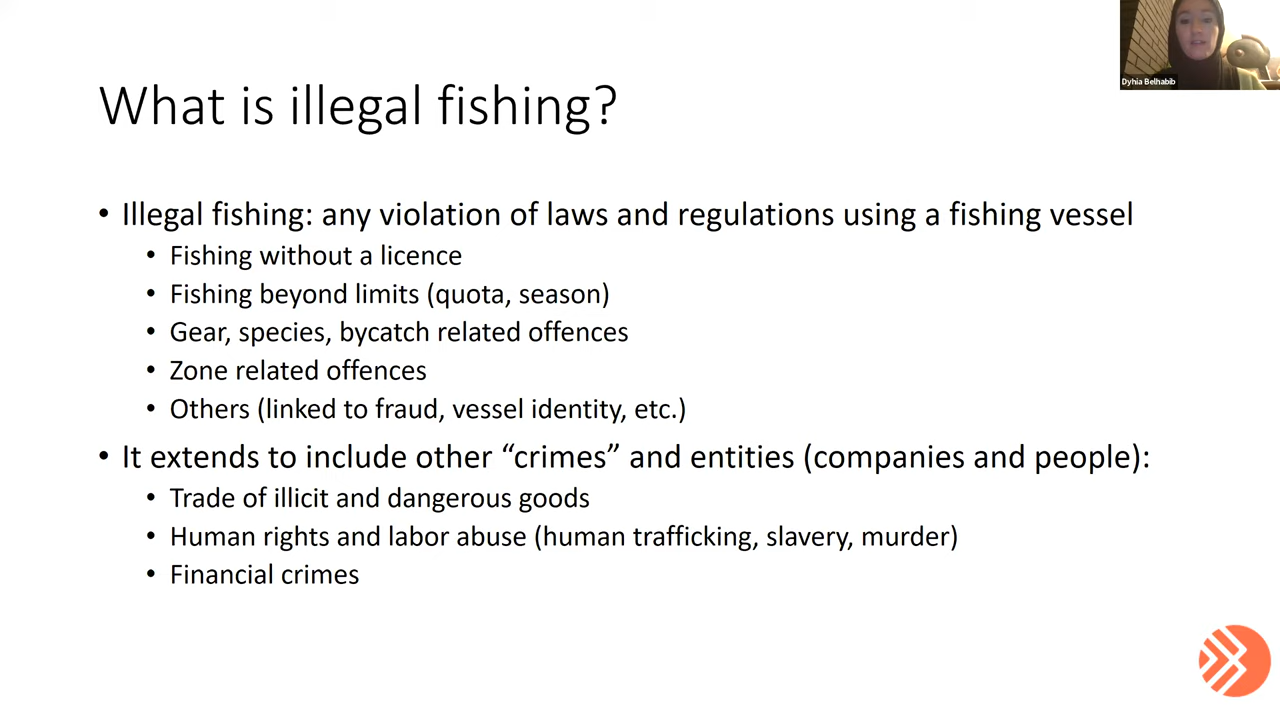 Dyhia Belhabib
What is illegal fishing?
• Illegal fishing: any violation of laws and regulations using a fishing vessel
• Fishing without a licence
• Fishing beyond limits (quota, season)
• Gear, species, bycatch related offences
• Zone related offences
• Others (linked to fraud, vessel identity, etc.)
• It extends to include other “crimes” and entities (companies and people):
• Trade of illicit and dangerous goods
• Human rights and labor abuse (human trafficking, slavery, murder)
• Financial crimes